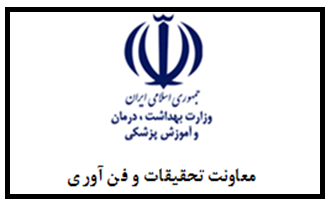 جمهوری اسلامی ایران
وزارت بهداشت ، درمان
و آموزش پزشکی
معاونت تحقیقات و فن آوری